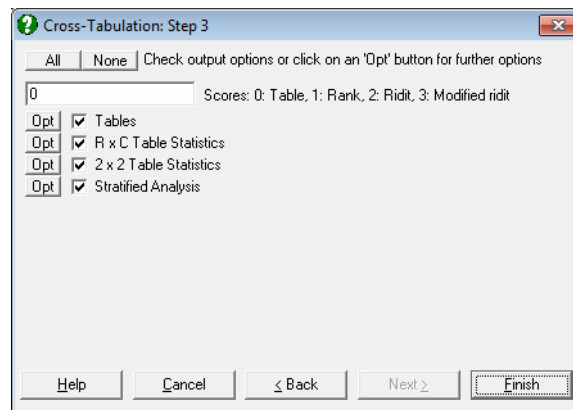 Cross-Tabulation: Step 3
All None Check output options or click on an 'Opt' button for further options
0 Scores: 0: Table, 1: Rank, 2: Ridit, 3: Modified ridit
Opt Tables
Opt R x C Table Statistics
Opt 2 x 2 Table Statistics
Opt Stratified Analysis
Help Cancel < Back Next > Finish